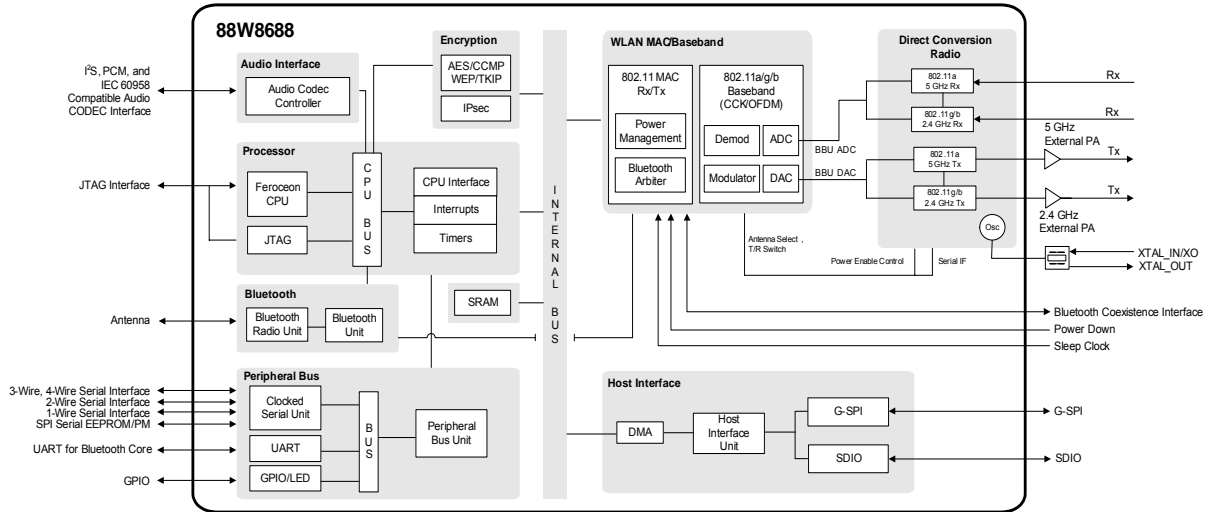 88W8688
I²S, PCM, and
IEC 60958
Compatible Audio
CODEC Interface
Audio Interface
Audio Codec
Controller
Encryption
AES/CCMP
WEP/TKIP
IPsec
JTAG Interface
Processor
Feroceon
CPU
JTAG
CPU BUS
CPU Interface
Interrupts
Timers
Antenna
Bluetooth
Bluetooth
Radio Unit
Bluetooth
Unit
SRAM
INTERNAL BUS
3-Wire, 4-Wire Serial Interface
2-Wire Serial Interface
1-Wire Serial Interface
SPI Serial EEPROM/PM
UART for Bluetooth Core
GPIO
Peripheral Bus
Clocked
Serial Unit
UART
GPIO/LED
BUS
Peripheral
Bus Unit
WLAN MAC/Baseband
802.11 MAC
Rx/Tx
Power
Management
Bluetooth
Arbiter
802.11a/g/b
Baseband
(CCK/OFDM)
Demod
ADC
Modulator
DAC
BBU ADC
BBU DAC
Direct Conversion
Radio
802.11a
5 GHz Rx
802.11g/b
2.4 GHz Rx
802.11a
5 GHz Tx
802.11g/b
2.4 GHz Tx
Osc
Rx
Rx
5 GHz
External PA
Tx
Tx
2.4 GHz
External PA
XTAL_IN/XO
XTAL_OUT
Antenna Select ,
T/R Switch
Power Enable Control
Serial IF
Bluetooth Coexistence Interface
Power Down
Sleep Clock
Host Interface
DMA
Host
Interface
Unit
G-SPI
SDIO
G-SPI
SDIO